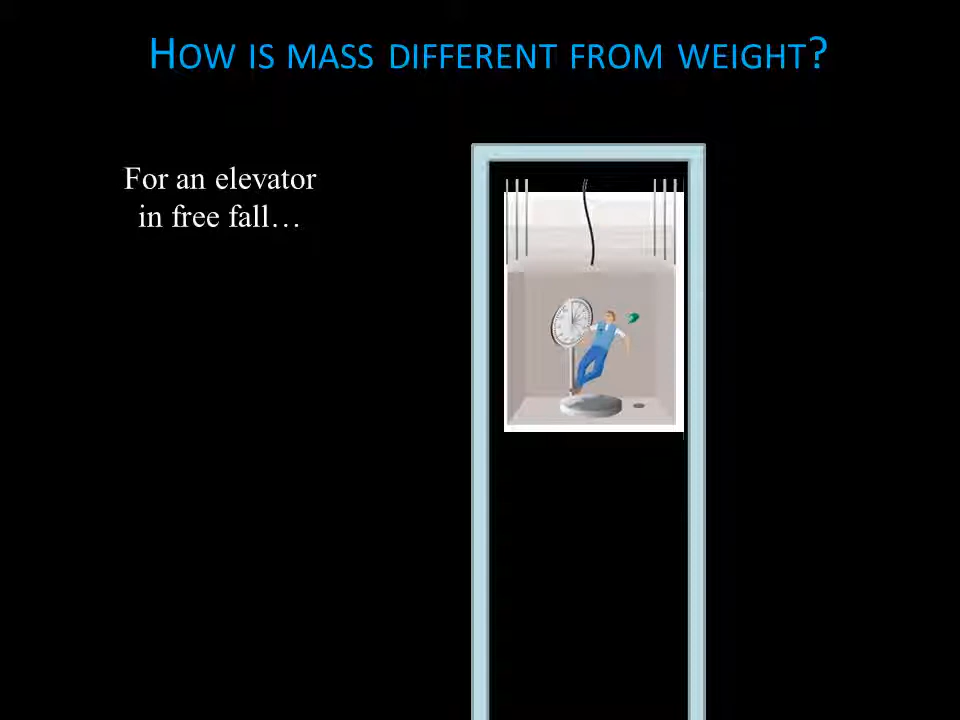 How is mass different from weight?
For an elevator
in free fall…